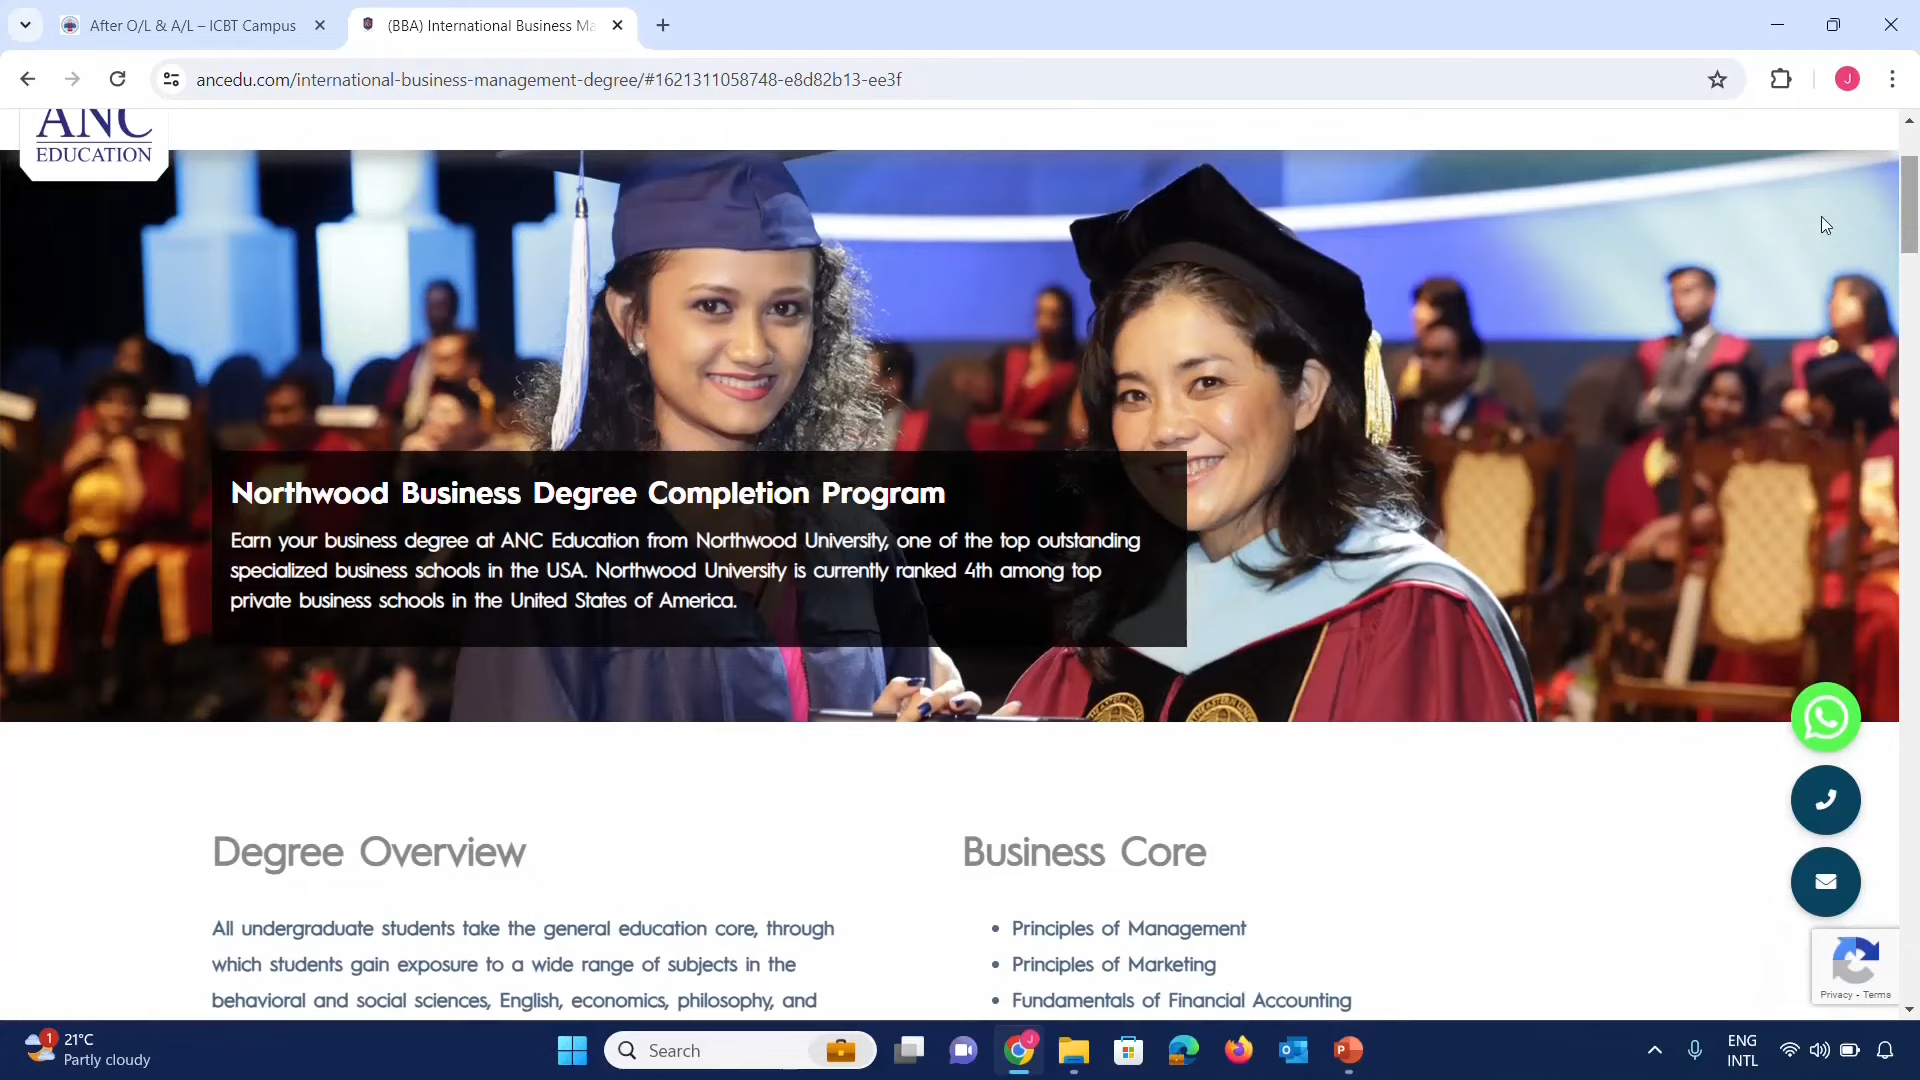 After O/L & A/L – ICBT Campus
(BBA) International Business Ma
ancedu.com/international-business-management-degree/#1621311058748-e8d82b13-ee3f
J
ANC
EDUCATION
Northwood Business Degree Completion Program
Earn your business degree at ANC Education from Northwood University, one of the top outstanding
specialized business schools in the USA. Northwood University is currently ranked 4th among top
private business schools in the United States of America.
Degree Overview
All undergraduate students take the general education core, through
which students gain exposure to a wide range of subjects in the
behavioral and social sciences, English, economics, philosophy, and
Business Core
• Principles of Management
• Principles of Marketing
• Fundamentals of Financial Accounting
Privacy - Terms
1
21°C
Partly cloudy
Search
J
ENG
INTL